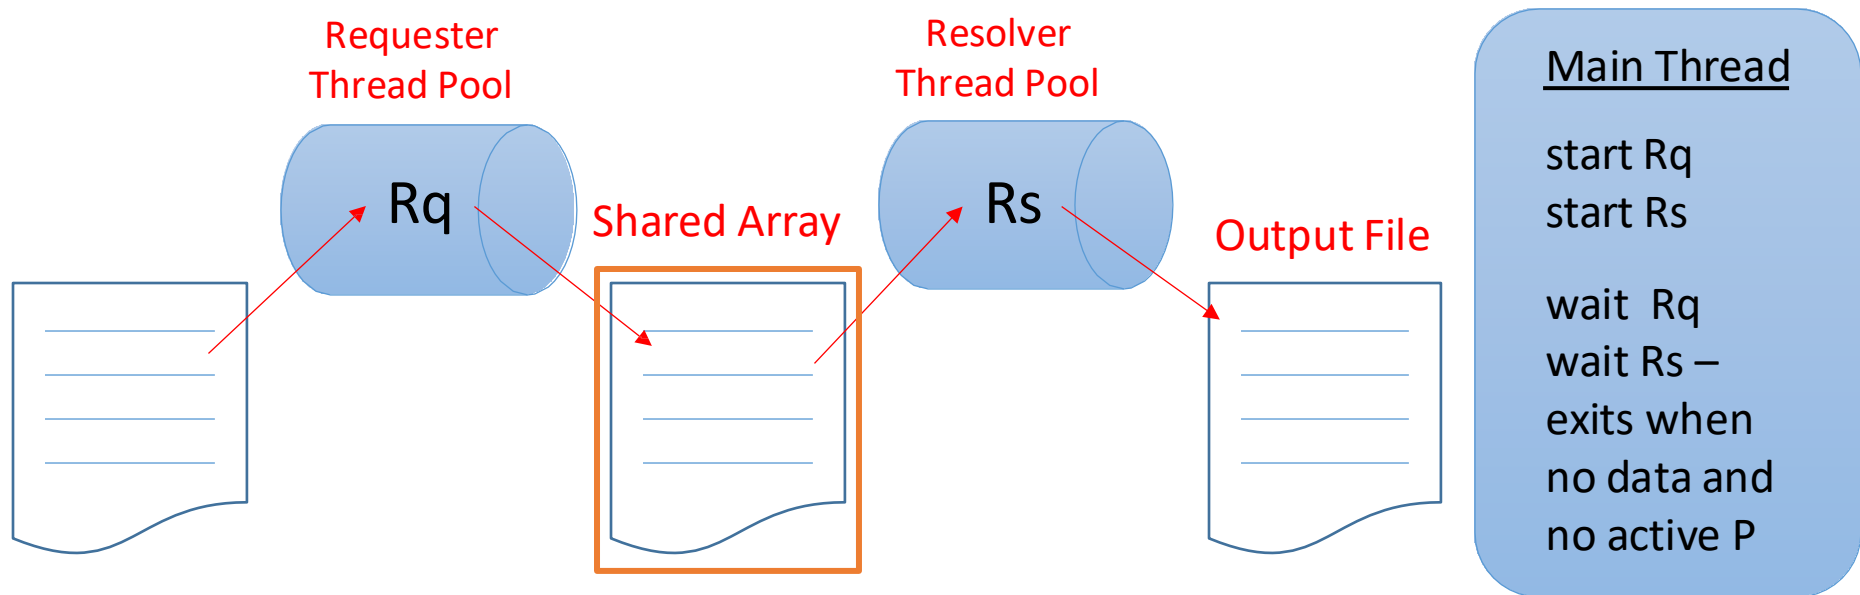 Requester
Thread Pool
Rq
Shared Array
Resolver
Thread Pool
Rs
Output File
Main Thread
start Rq
start Rs
wait Rq
wait Rs –
exits when
no data and
no active P